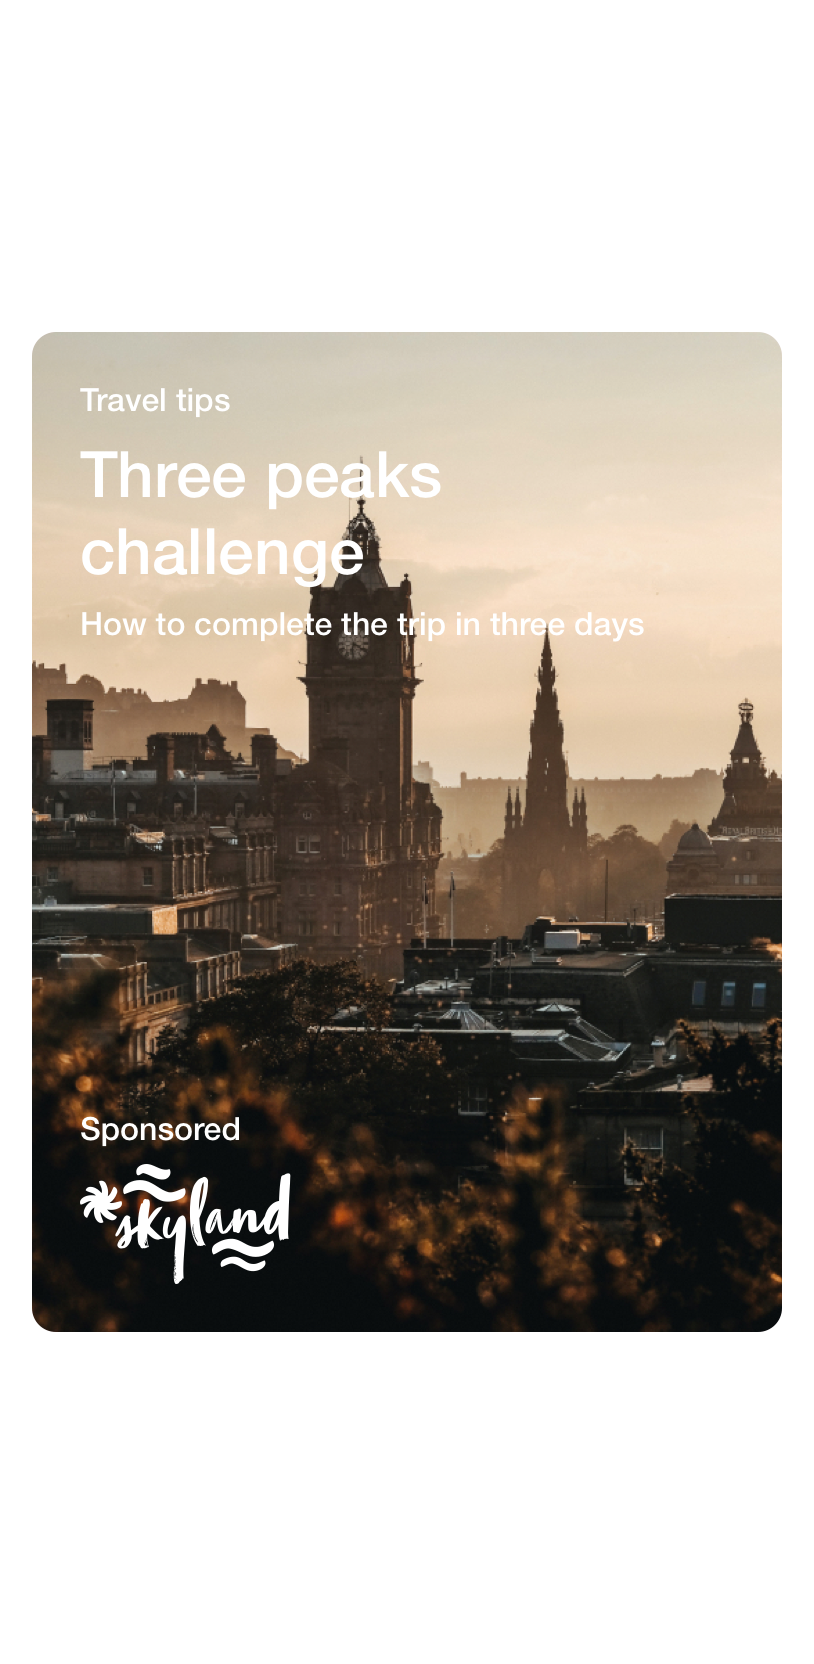 Travel tips
Three peaks
challenge
How to complete the trip in three days
Sponsored
skyland